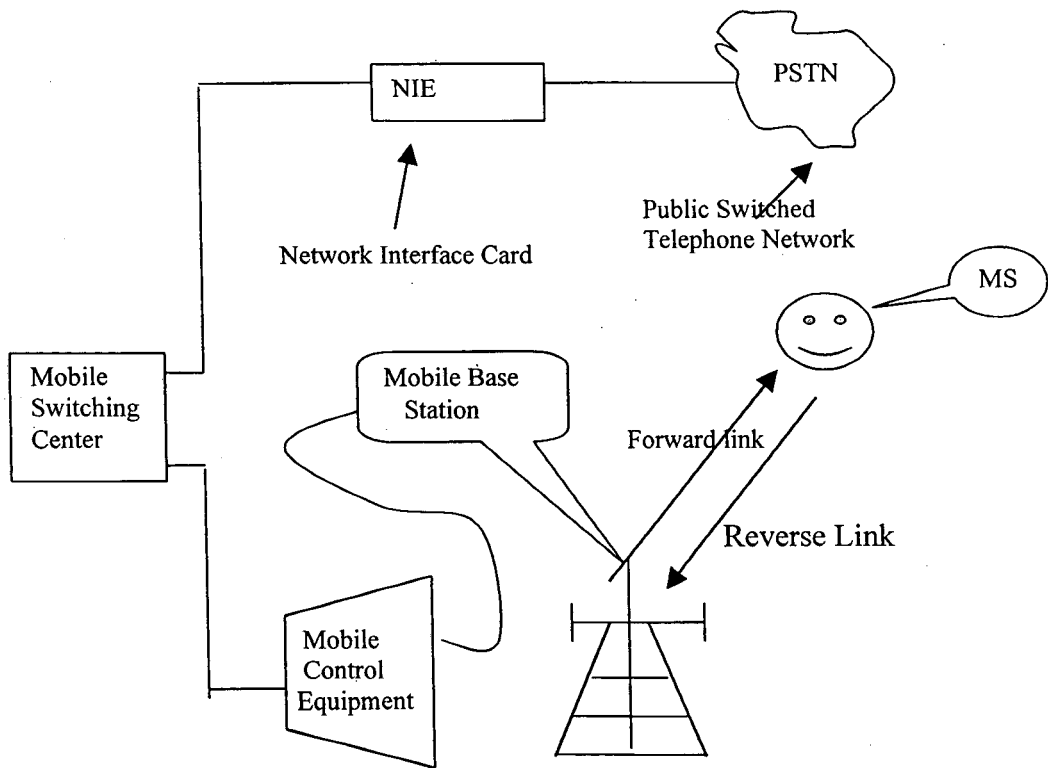 NIE
PSTN
Network Interface Card
Public Switched
Telephone Network
MS
Mobile
Switching
Center
Mobile Base
Station
Forward link
Reverse Link
Mobile
Control
Equipment